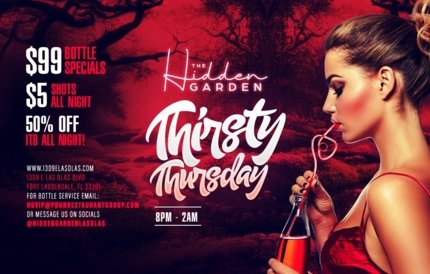 $99 BOTTLE
SPECIALS
$5 SHOTS
ALL NIGHT
50% OFF
ITB ALL NIGHT!
WWW.1309ELASOLAS.COM
1309 E LAS OLAS BLVD
FORT LAUDERDALE, FL 33301
FOR BOTTLE SERVICE EMAIL:
OR MESSAGE US ON SOCIALS
@HIDDENGARDENLASOLAS
THE
Hidden
GARDEN
Thirsty
Thursday
8PM - 2AM